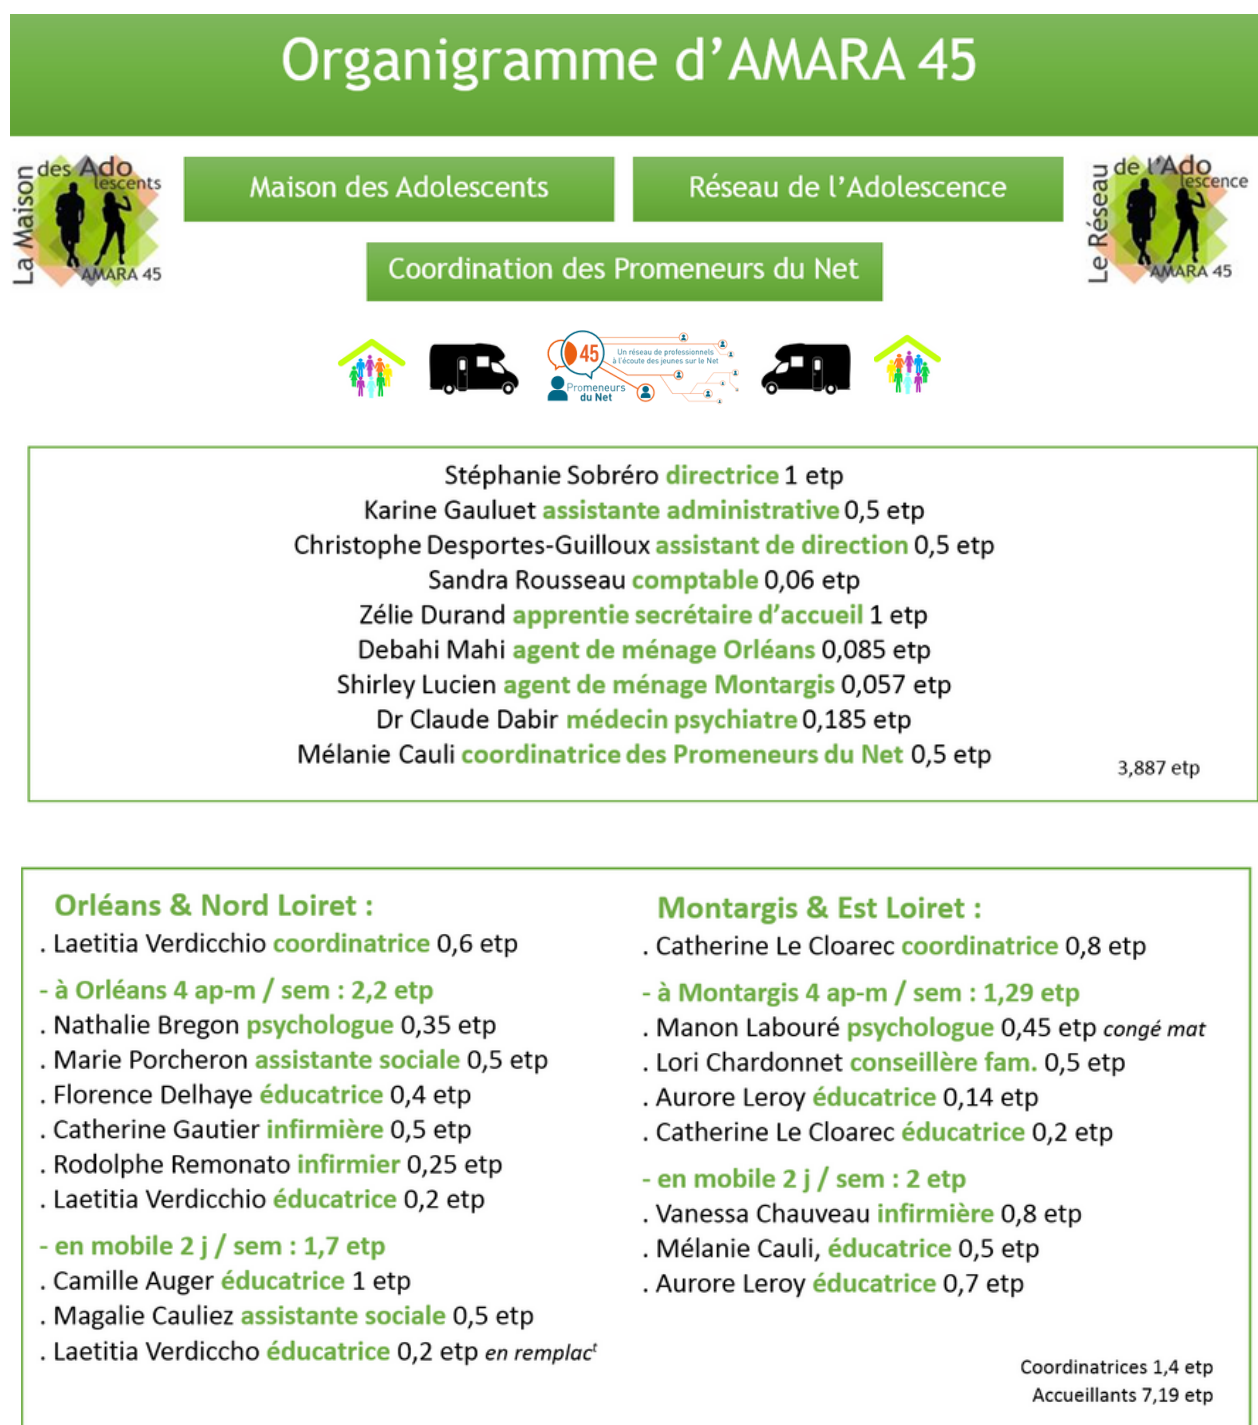 Organigramme d’AMARA 45
La Maison des Adolescents AMARA 45
Maison des Adolescents
Réseau de l’Adolescence
Le Réseau de l’Adolescence AMARA 45
Coordination des Promeneurs du Net
45
Un réseau de professionnels
à l’écoute des jeunes sur le Net
Promeneurs
du Net
Stéphanie Sobréro directrice 1 etp
Karine Gauluet assistante administrative 0,5 etp
Christophe Desportes-Guilloux assistant de direction 0,5 etp
Sandra Rousseau comptable 0,06 etp
Zélie Durand apprentie secrétaire d’accueil 1 etp
Debahi Mahi agent de ménage Orléans 0,085 etp
Shirley Lucien agent de ménage Montargis 0,057 etp
Dr Claude Dabir médecin psychiatre 0,185 etp
Mélanie Cauli coordinatrice des Promeneurs du Net 0,5 etp
3,887 etp
Orléans & Nord Loiret :
. Laetitia Verdicchio coordinatrice 0,6 etp
- à Orléans 4 ap-m / sem : 2,2 etp
. Nathalie Bregon psychologue 0,35 etp
. Marie Porcheron assistante sociale 0,5 etp
. Florence Delhaye éducatrice 0,4 etp
. Catherine Gautier infirmière 0,5 etp
. Rodolphe Remonato infirmier 0,25 etp
. Laetitia Verdicchio éducatrice 0,2 etp
- en mobile 2 j / sem : 1,7 etp
. Camille Auger éducatrice 1 etp
. Magalie Cauliez assistante sociale 0,5 etp
. Laetitia Verdiccho éducatrice 0,2 etp en remplacᵗ
Montargis & Est Loiret :
. Catherine Le Cloarec coordinatrice 0,8 etp
- à Montargis 4 ap-m / sem : 1,29 etp
. Manon Labouré psychologue 0,45 etp congé mat
. Lori Chardonnet conseillère fam. 0,5 etp
. Aurore Leroy éducatrice 0,14 etp
. Catherine Le Cloarec éducatrice 0,2 etp
- en mobile 2 j / sem : 2 etp
. Vanessa Chauveau infirmière 0,8 etp
. Mélanie Cauli, éducatrice 0,5 etp
. Aurore Leroy éducatrice 0,7 etp
Coordinatrices 1,4 etp
Accueillants 7,19 etp